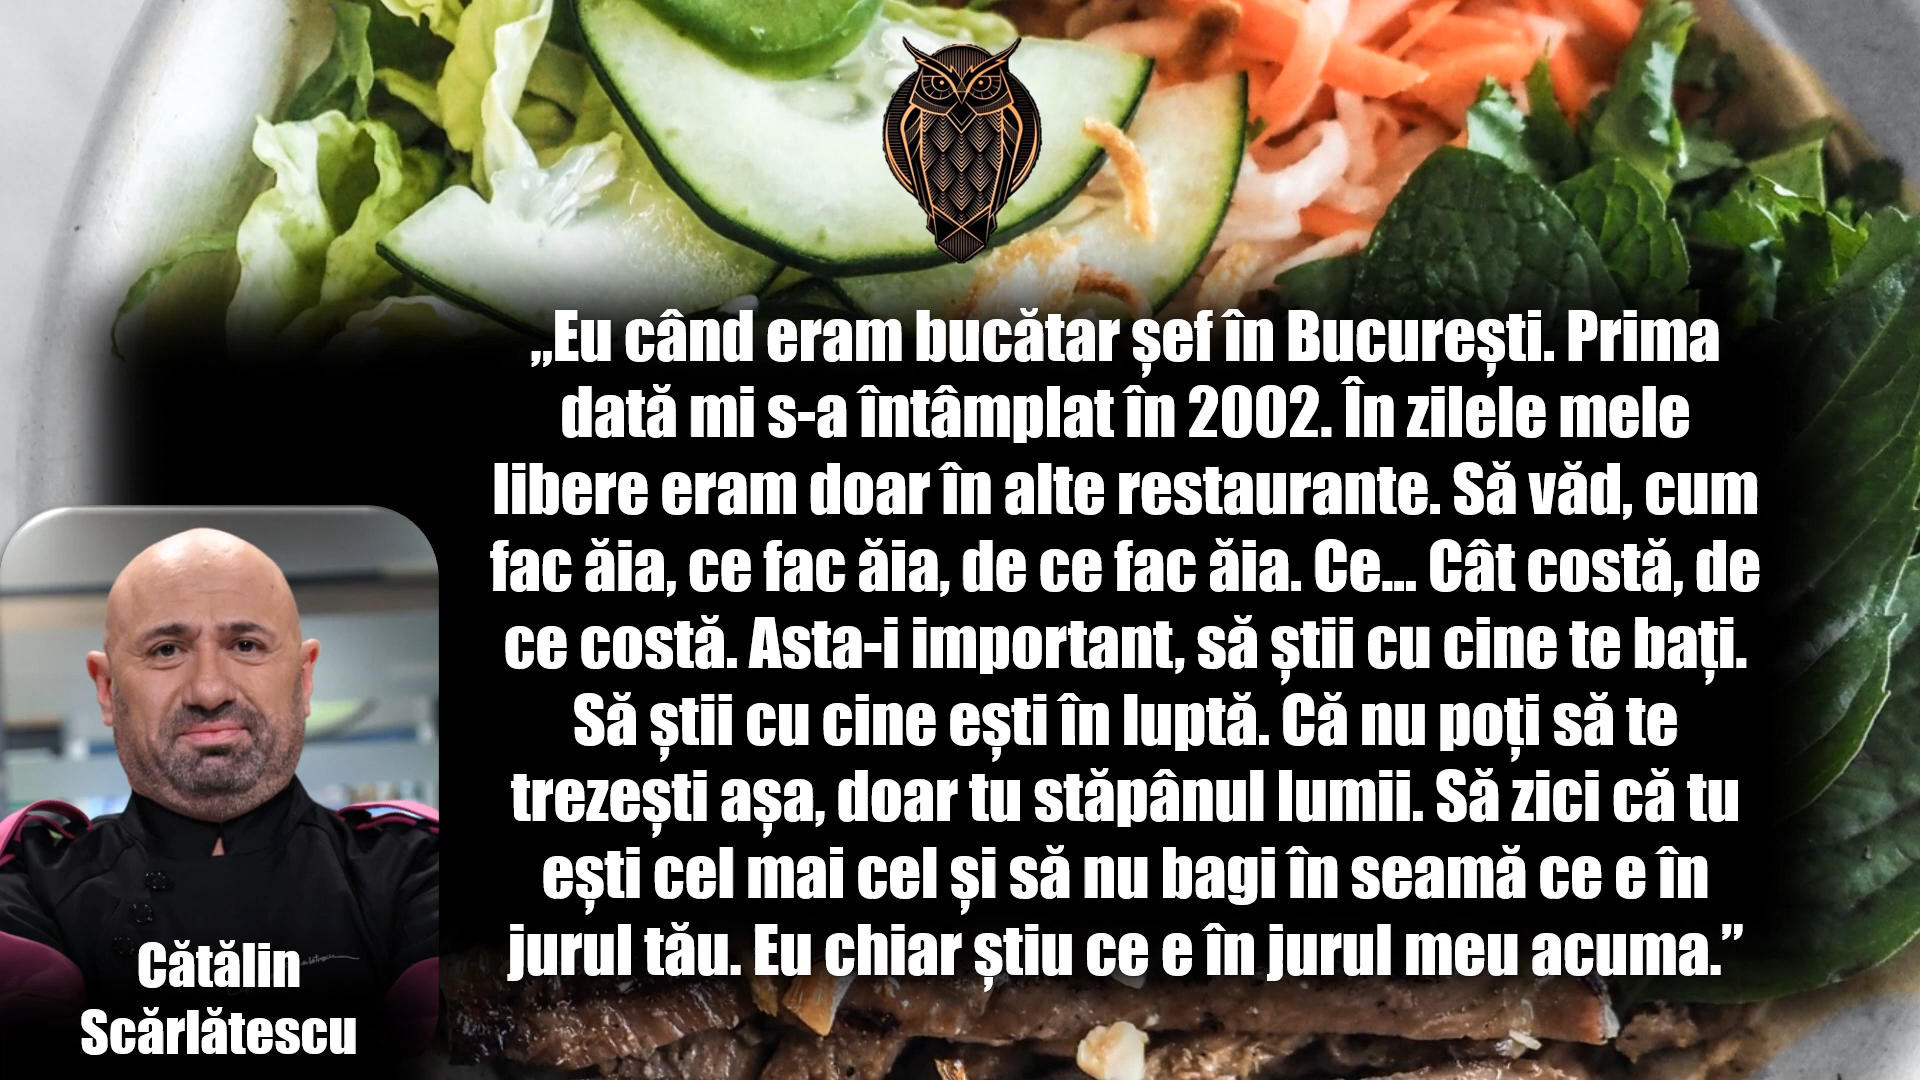 „Eu când eram bucătar șef în București. Prima
dată mi s-a întâmplat în 2002. În zilele mele
libere eram doar în alte restaurante. Să văd, cum
fac ăia, ce fac ăia, de ce fac ăia. Ce... Cât costă, de
ce costă. Asta-i important, să știi cu cine te bați.
Să știi cu cine ești în luptă. Că nu poți să te
trezești așa, doar tu stăpânul lumii. Să zici că tu
ești cel mai cel și să nu bagi în seamă ce e în
jurul tău. Eu chiar știu ce e în jurul meu acuma.”
Cătălin
Scărlătescu